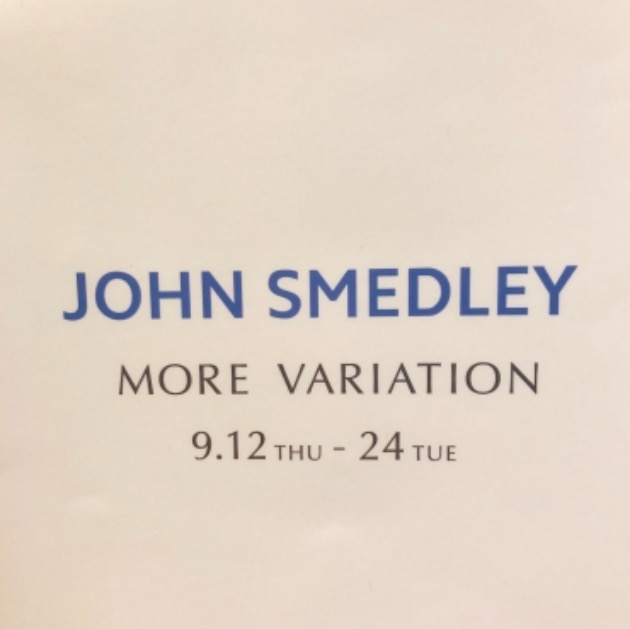 JOHN SMEDLEY
MORE VARIATION
9.12 THU - 24 TUE